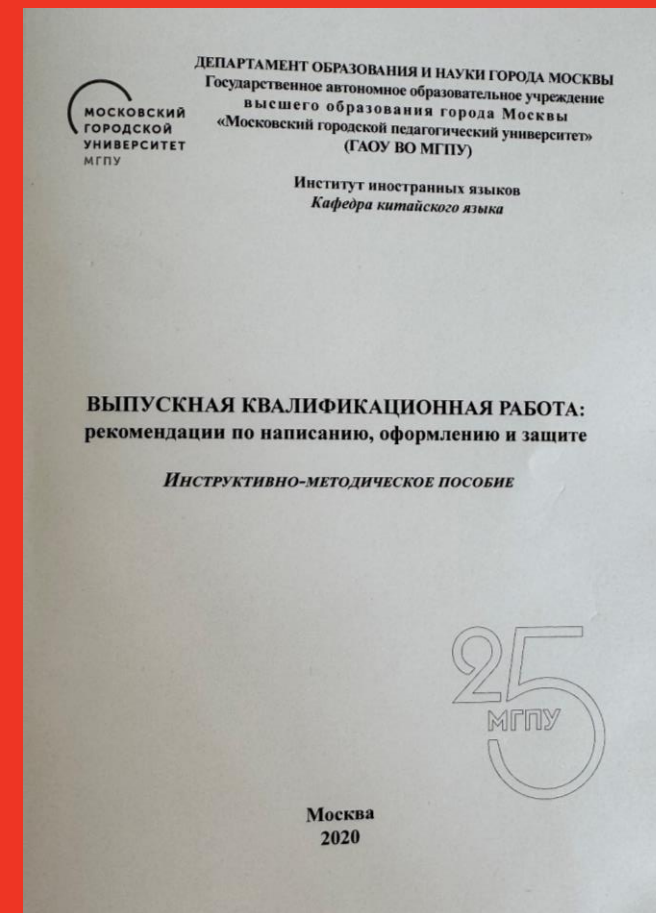 ДЕПАРТАМЕНТ ОБРАЗОВАНИЯ И НАУКИ ГОРОДА МОСКВЫ
Государственное автономное образовательное учреждение
высшего образования города Москвы
«Московский городской педагогический университет»
(ГАОУ ВО МГПУ)
МОСКОВСКИЙ
ГОРОДСКОЙ
УНИВЕРСИТЕТ
МГПУ
Институт иностранных языков
Кафедра китайского языка
ВЫПУСКНАЯ КВАЛИФИКАЦИОННАЯ РАБОТА:
рекомендации по написанию, оформлению и защите
ИНСТРУКТИВНО-МЕТОДИЧЕСКОЕ ПОСОБИЕ
25
МГПУ
Москва
2020